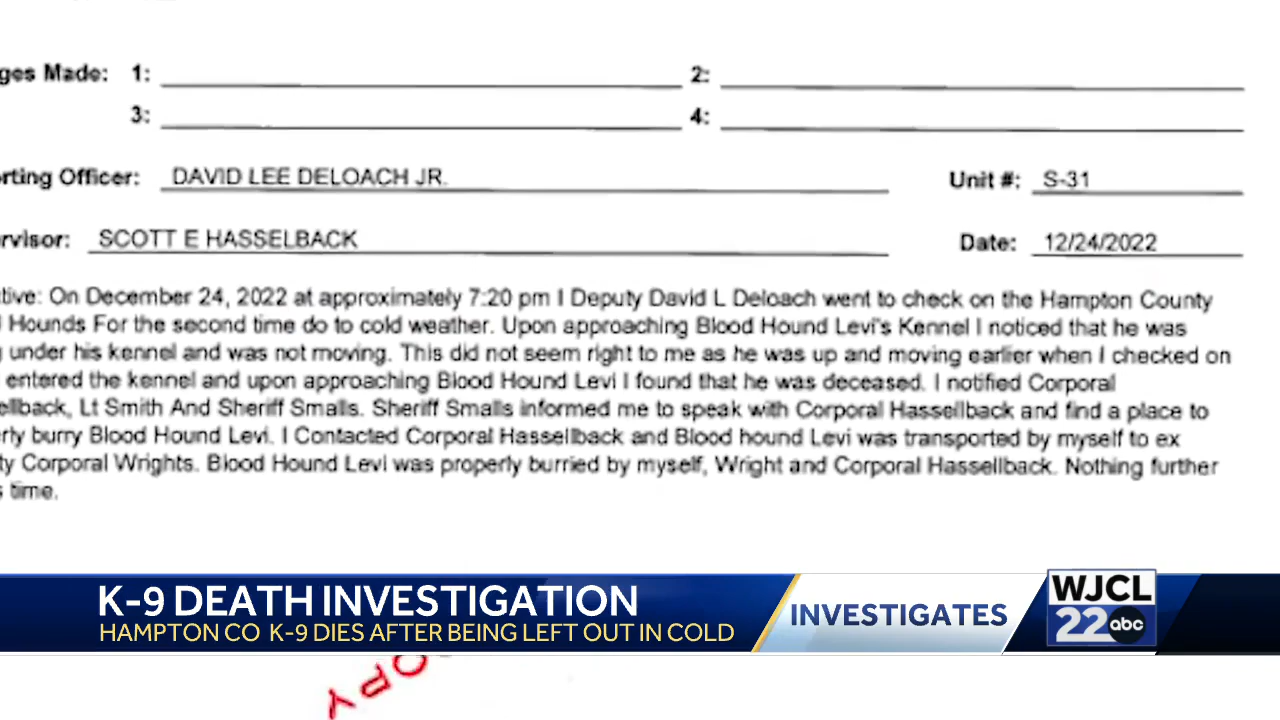 ges Made: 1: 2:
3: 4:
rting Officer: DAVID LEE DELOACH JR. Unit #: S-31
rvisor: SCOTT E HASSELBACK Date: 12/24/2022
tive: On December 24, 2022 at approximately 7:20 pm I Deputy David L Deloach went to check on the Hampton County
Hounds For the second time do to cold weather. Upon approaching Blood Hound Levi's Kennel I noticed that he was
under his kennel and was not moving. This did not seem right to me as he was up and moving earlier when I checked on
entered the kennel and upon approaching Blood Hound Levi I found that he was deceased. I notified Corporal
ellback, Lt Smith And Sheriff Smalls. Sheriff Smalls informed me to speak with Corporal Hassellback and find a place to
rly burry Blood Hound Levi. I Contacted Corporal Hassellback and Blood hound Levi was transported by myself to ex
ty Corporal Wrights. Blood Hound Levi was properly burried by myself, Wright and Corporal Hassellback. Nothing further
s time.
K-9 DEATH INVESTIGATION
HAMPTON CO K-9 DIES AFTER BEING LEFT OUT IN COLD
INVESTIGATES
WJCL
22 abc
OPY